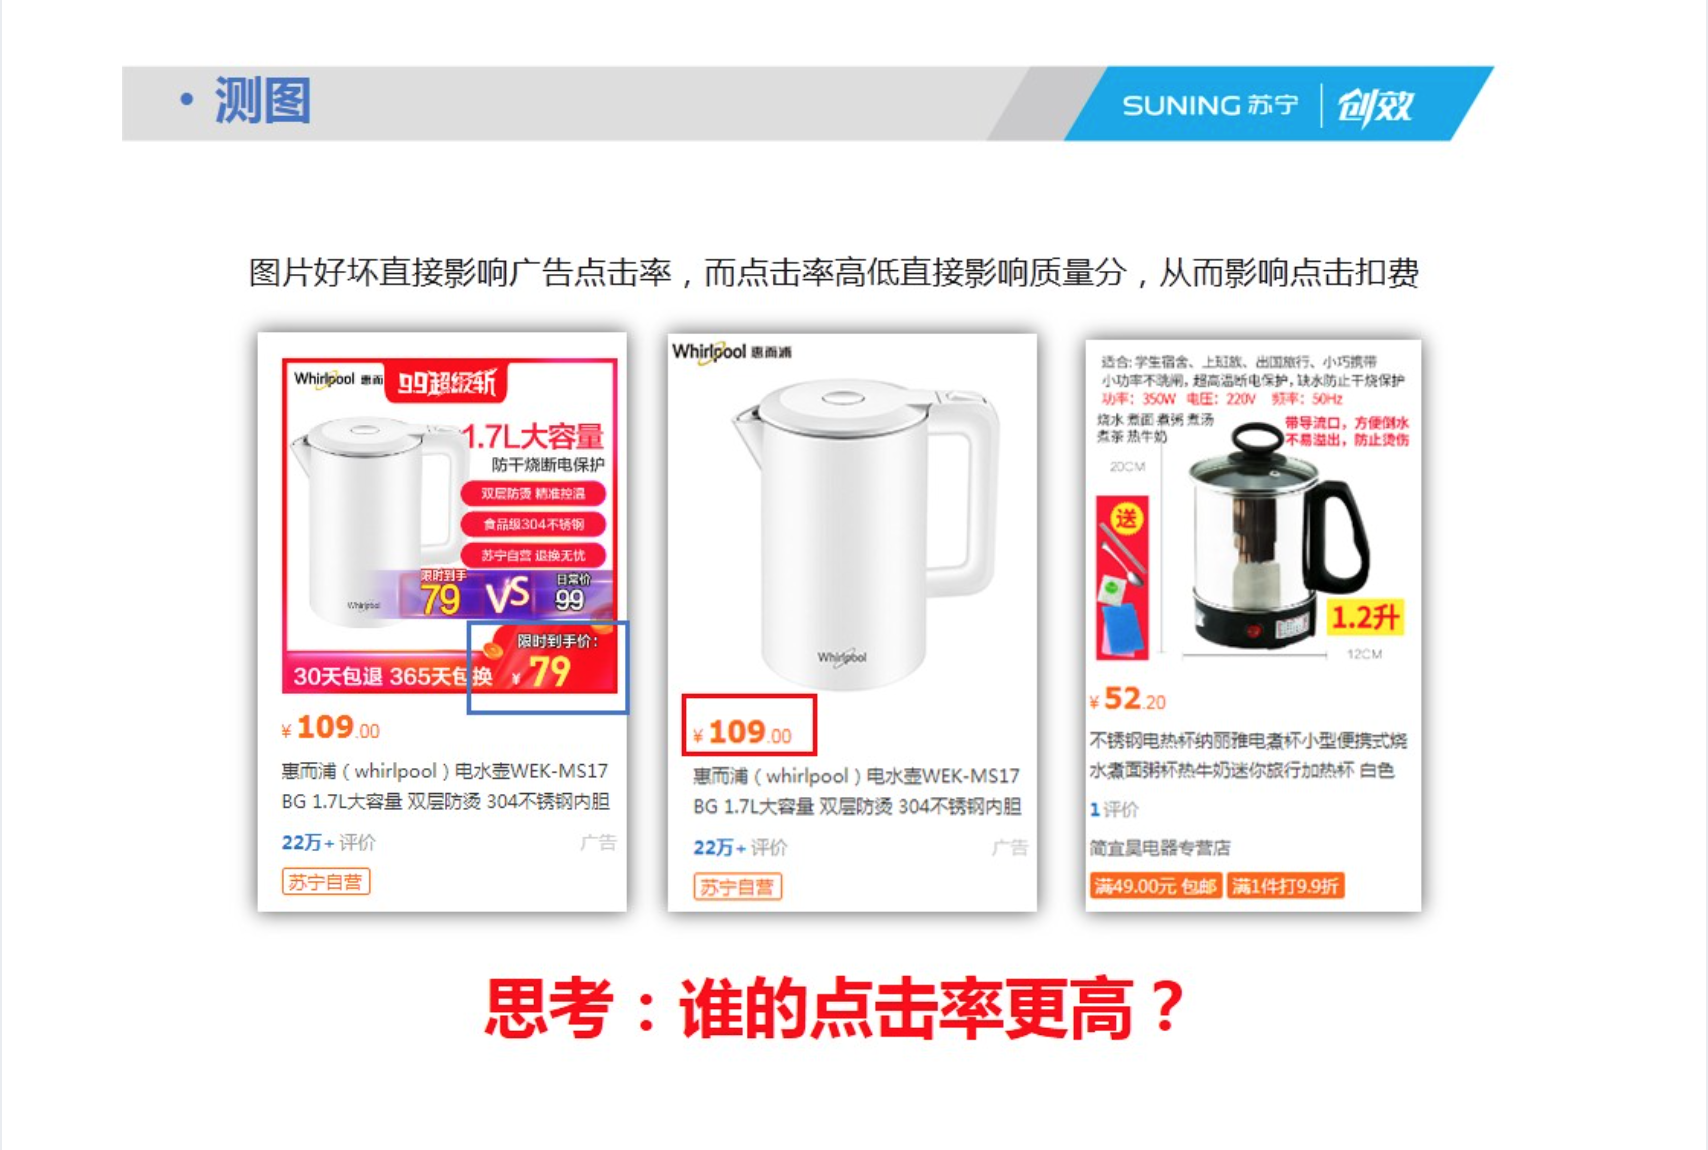 • 测图
SUNING 苏宁 | 创效
图片好坏直接影响广告点击率，而点击率高低直接影响质量分，从而影响点击扣费
Whirlpool 惠而
99超级斩
1.7L大容量
防干烧断电保护
双层防烫 精准控温
食品级304不锈钢
苏宁自营 退换无忧
限时到手
79
VS
日常价
99
Whirlpool
限时到手价：
¥ 79
30天包退 365天包换
¥ 109.00
惠而浦（whirlpool）电水壶WEK-MS17
BG 1.7L大容量 双层防烫 304不锈钢内胆
22万+ 评价
广告
苏宁自营
Whirlpool 惠而浦
Whirlpool
¥ 109.00
惠而浦（whirlpool）电水壶WEK-MS17
BG 1.7L大容量 双层防烫 304不锈钢内胆
22万+ 评价
广告
苏宁自营
适合: 学生宿舍、上班族、出国旅行、小巧携带
小功率不跳闸, 超高温断电保护, 缺水防止干烧保护
功率: 350W 电压: 220V 频率: 50Hz
烧水 煮面 煮粥 煮汤
煮茶 热牛奶
带导流口，方便倒水
不易溢出，防止烫伤
20CM
送
1.2升
12CM
¥ 52.20
不锈钢电热杯纳丽雅电煮杯小型便携式烧
水煮面粥杯热牛奶迷你旅行加热杯 白色
1 评价
简宜昊电器专营店
满49.00元 包邮
满1件打9.9折
思考：谁的点击率更高？